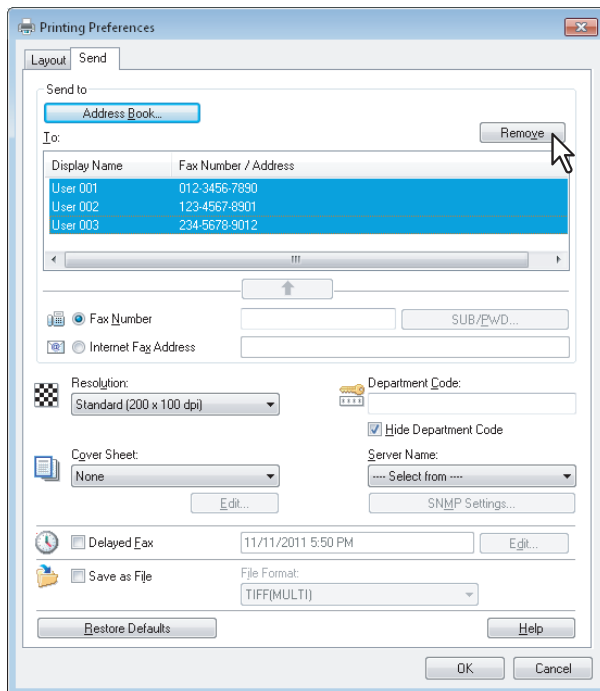 Printing Preferences
Layout Send
Send to
Address Book...
To:
Remove
Display Name Fax Number / Address
User 001 012-3456-7890
User 002 123-4567-8901
User 003 234-5678-9012
Fax Number SUB/PWD...
Internet Fax Address
Resolution: Department Code:
Standard (200 x 100 dpi)
Hide Department Code
Cover Sheet: Server Name:
None ---- Select from ----
Edit... SNMP Settings...
Delayed Fax 11/11/2011 5:50 PM Edit...
Save as File File Format:
TIFF(MULTI)
Restore Defaults Help
OK Cancel